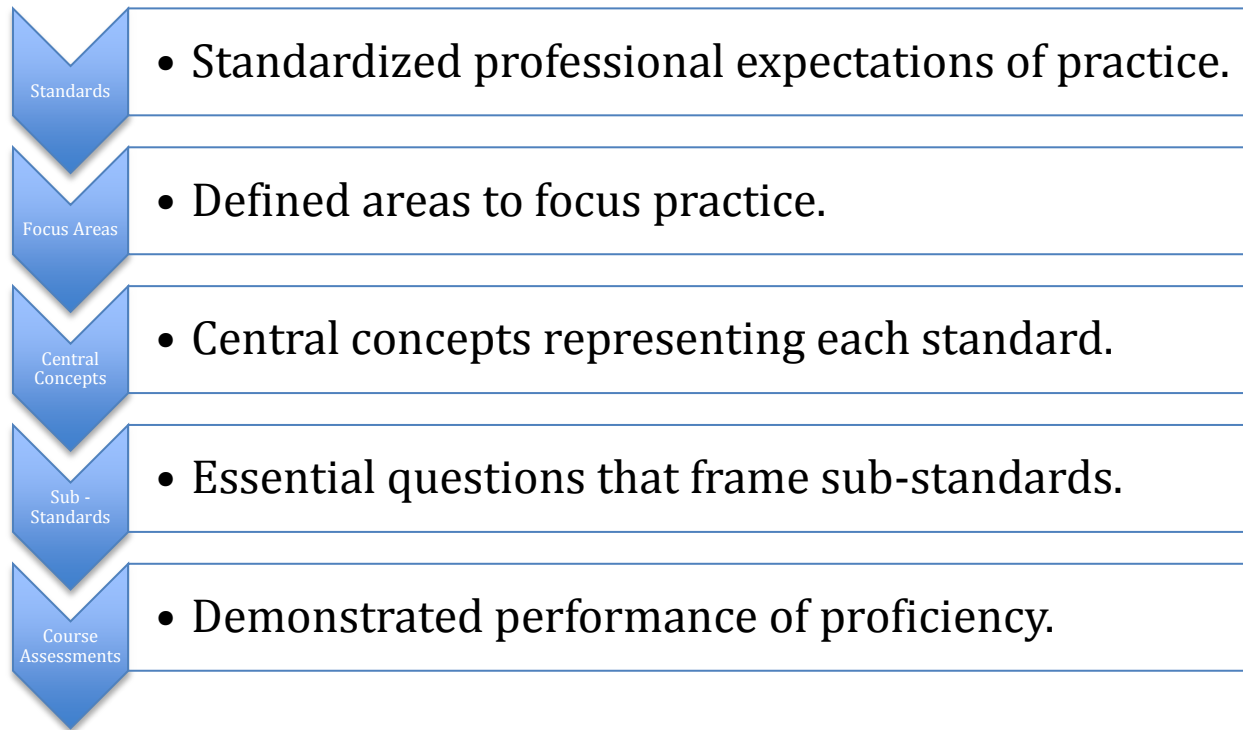 Standards
• Standardized professional expectations of practice.
Focus Areas
• Defined areas to focus practice.
Central
Concepts
• Central concepts representing each standard.
Sub -
Standards
• Essential questions that frame sub-standards.
Course
Assessments
• Demonstrated performance of proficiency.